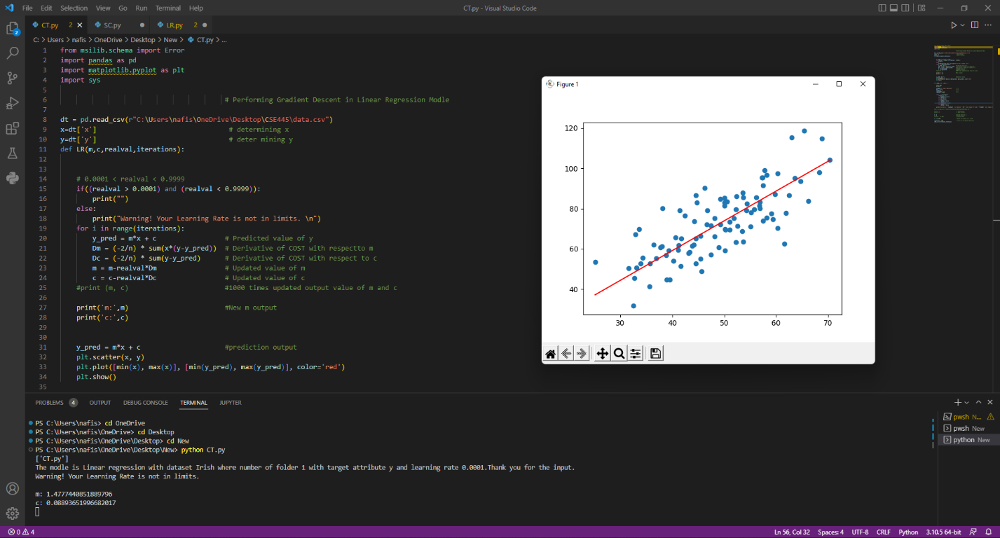 File Edit Selection View Go Run Terminal Help CT.py - Visual Studio Code
CT.py 2 SC.py LR.py 2
C: > Users > nafis > OneDrive > Desktop > New > CT.py > ...
1 from msilib.schema import Error
2 import pandas as pd
3 import matplotlib.pyplot as plt
4 import sys
5
6 # Performing Gradient Descent in Linear Regression Modle
7
8 dt = pd.read_csv(r"C:\Users\nafis\OneDrive\Desktop\CSE445\data.csv")
9 x=dt['x'] # determining x
10 y=dt['y'] # deter mining y
11 def LR(m,c,realval,iterations):
12
13
14 # 0.0001 < realval < 0.9999
15 if((realval > 0.0001) and (realval < 0.9999)):
16 print("")
17 else:
18 print("Warning! Your Learning Rate is not in limits. \n")
19 for i in range(iterations):
20 y_pred = m*x + c # Predicted value of y
21 Dm = (-2/n) * sum(x*(y-y_pred)) # Derivative of COST with respectto m
22 Dc = (-2/n) * sum(y-y_pred) # Derivative of COST with respect to c
23 m = m-realval*Dm # Updated value of m
24 c = c-realval*Dc # Updated value of c
25 #print (m, c) #1000 times updated output value of m and c
26
27 print('m:',m) #New m output
28 print('c:',c)
29
30
31 y_pred = m*x + c #prediction output
32 plt.scatter(x, y)
33 plt.plot([min(x), max(x)], [min(y_pred), max(y_pred)], color='red')
34 plt.show()
35
Figure 1
120
100
80
60
40
30 40 50 60 70
PROBLEMS 4 OUTPUT DEBUG CONSOLE TERMINAL JUPYTER
PS C:\Users\nafis> cd OneDrive
PS C:\Users\nafis\OneDrive> cd Desktop
PS C:\Users\nafis\OneDrive\Desktop> cd New
PS C:\Users\nafis\OneDrive\Desktop\New> python CT.py
['CT.py']
The modle is Linear regression with dataset Irish where number of folder 1 with target attribute y and learning rate 0.0001.Thank you for the input.
Warning! Your Learning Rate is not in limits.
m: 1.4777440851889796
c: 0.08893651996682017
pwsh N...
pwsh New
python New
2
0 4 Ln 56, Col 32 Spaces: 4 UTF-8 CRLF Python 3.10.5 64-bit